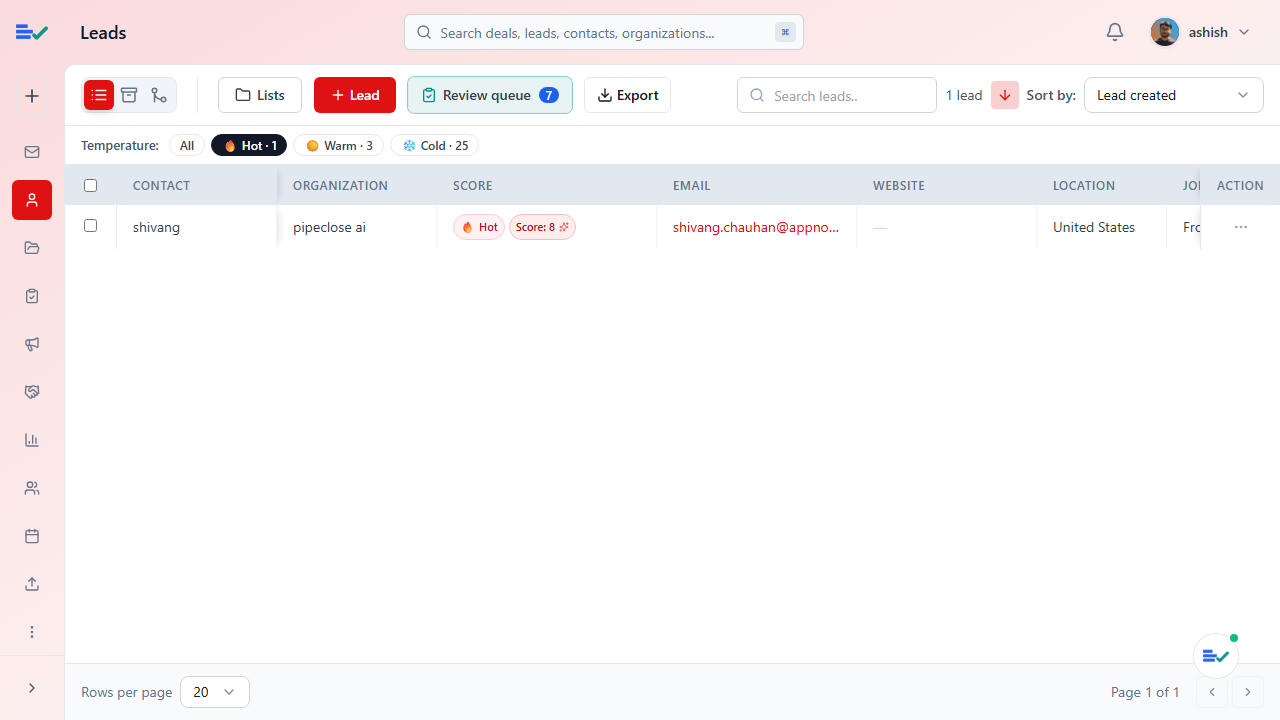 Leads
Search deals, leads, contacts, organizations...
⌘
ashish
Lists
Lead
Review queue 7
Export
Search leads..
1 lead
Sort by:
Lead created
Temperature:
All
Hot · 1
Warm · 3
Cold · 25
CONTACT ORGANIZATION SCORE EMAIL WEBSITE LOCATION JO ACTION
shivang pipeclose ai Hot Score: 8 shivang.chauhan@appno... — United States Fro ...
Rows per page 20
Page 1 of 1